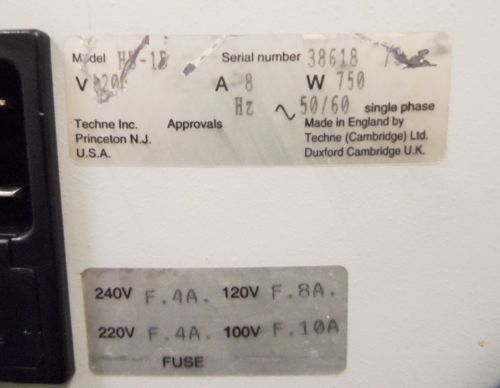 Model Serial number 38618
V A 8 W 750
Hz ~ 50/60 single phase
Techne Inc. Approvals Made in England by
Princeton N.J. Techne (Cambridge) Ltd.
U.S.A. Duxford Cambridge U.K.
240V F.4A. 120V F.8A.
220V F.4A. 100V F.10A
FUSE